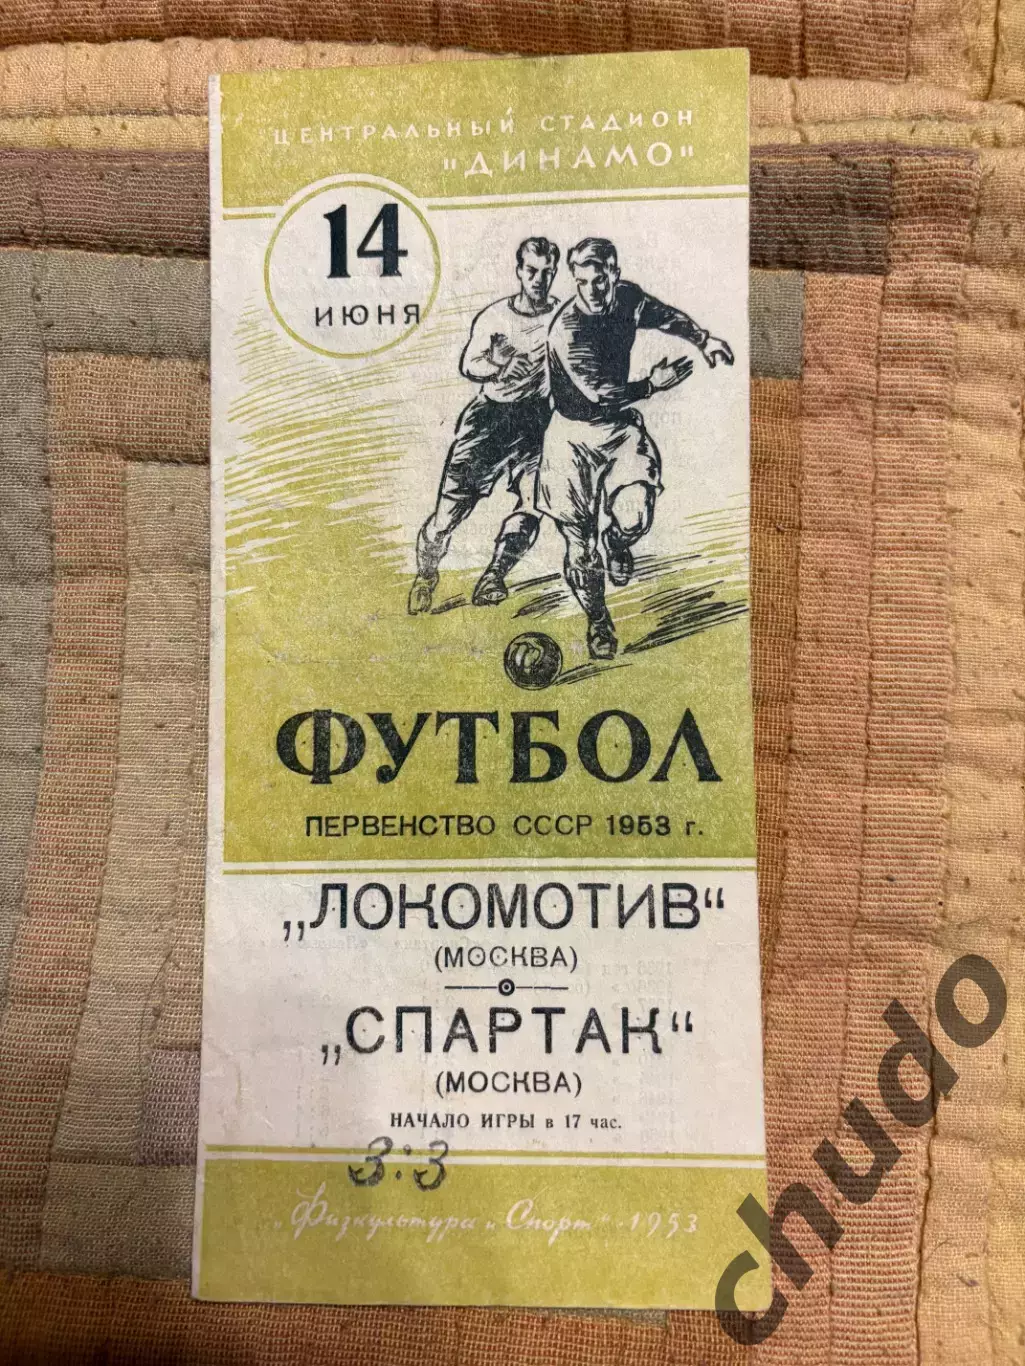 ЦЕНТРАЛЬНЫЙ СТАДИОН
"ДИНАМО"
14
ИЮНЯ
ФУТБОЛ
ПЕРВЕНСТВО СССР 1953 г.
„ЛОКОМОТИВ“
(МОСКВА)
„СПАРТАК“
(МОСКВА)
НАЧАЛО ИГРЫ в 17 час.
3:3
„Физкультура и Спорт“ • 1953
chudo